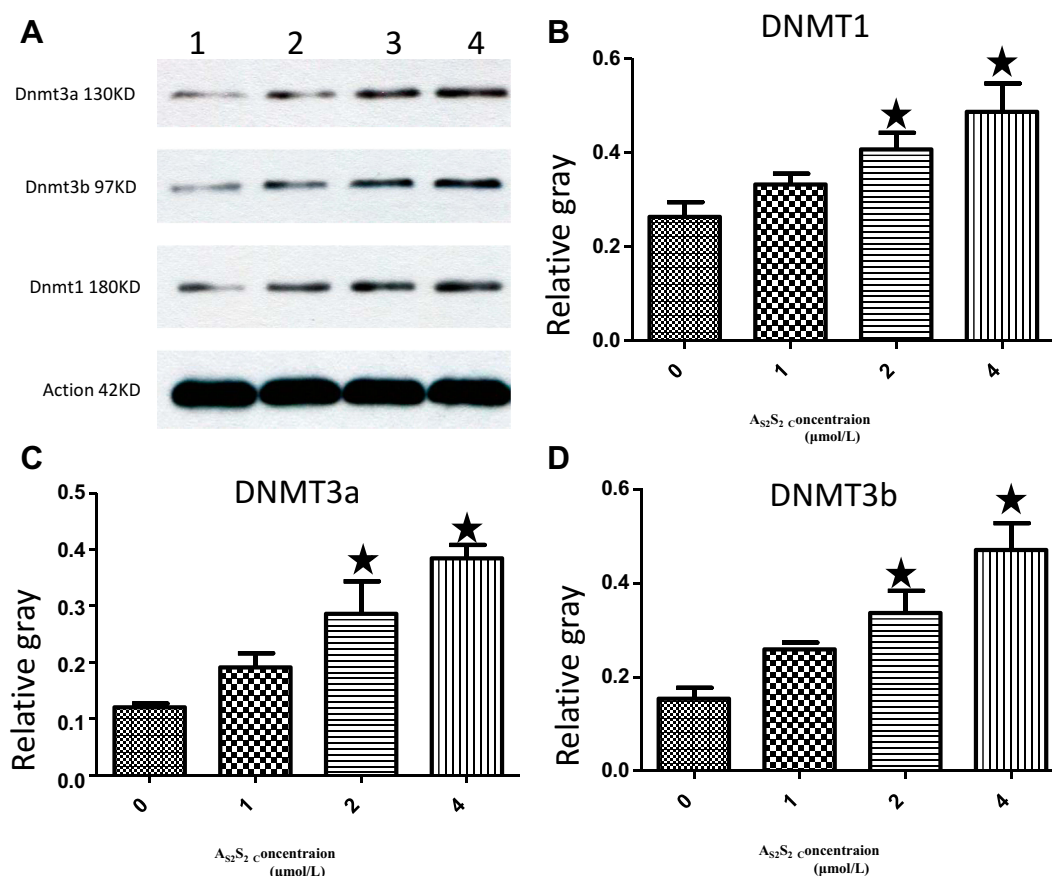 A
1 2 3 4
Dnmt3a 130KD
Dnmt3b 97KD
Dnmt1 180KD
Action 42KD
B
DNMT1
Relative gray
0.6
0.4
0.2
0.0
0 1 2 4
AS2S2 Concentraion
(μmol/L)
C
DNMT3a
Relative gray
0.5
0.4
0.3
0.2
0.1
0.0
0 1 2 4
AS2S2 Concentraion
(μmol/L)
D
DNMT3b
Relative gray
0.6
0.4
0.2
0.0
0 1 2 4
AS2S2 Concentraion
(μmol/L)